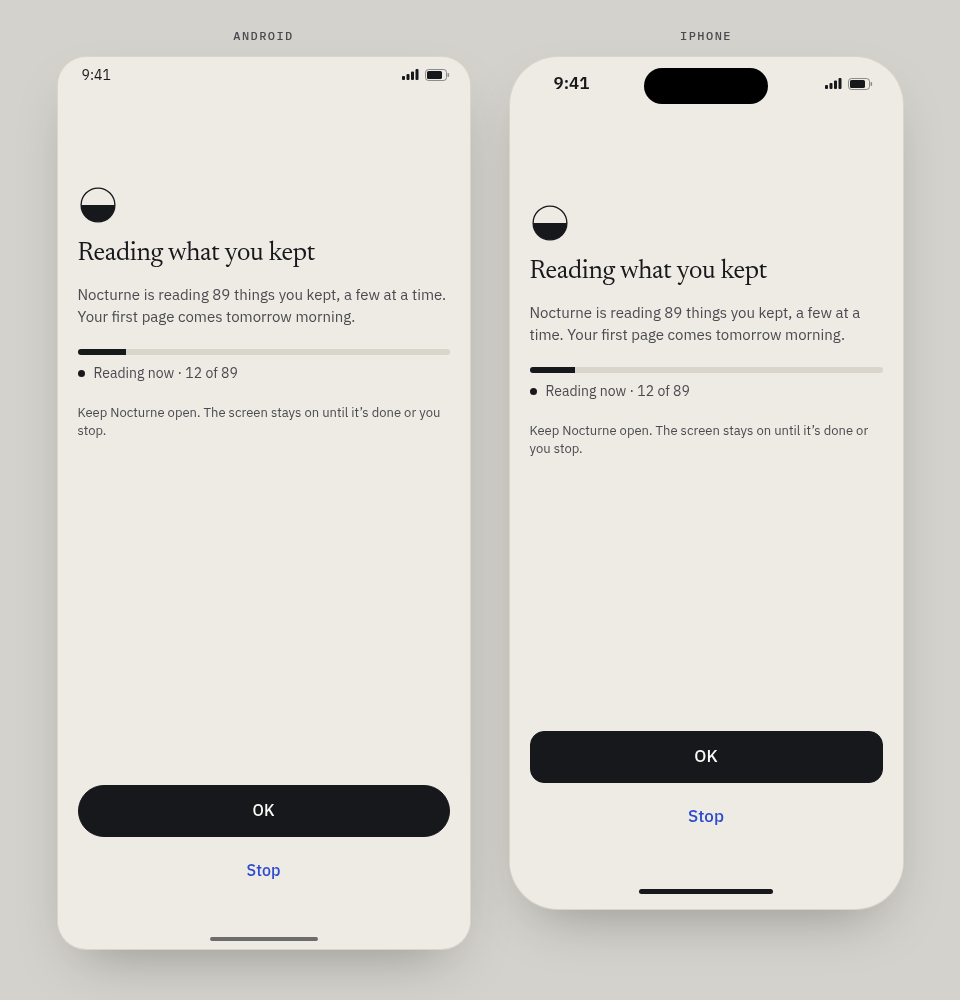 ANDROID
9:41
Reading what you kept
Nocturne is reading 89 things you kept, a few at a time.
Your first page comes tomorrow morning.
Reading now · 12 of 89
Keep Nocturne open. The screen stays on until it’s done or you
stop.
OK
Stop
IPHONE
9:41
Reading what you kept
Nocturne is reading 89 things you kept, a few at a
time. Your first page comes tomorrow morning.
Reading now · 12 of 89
Keep Nocturne open. The screen stays on until it’s done or
you stop.
OK
Stop